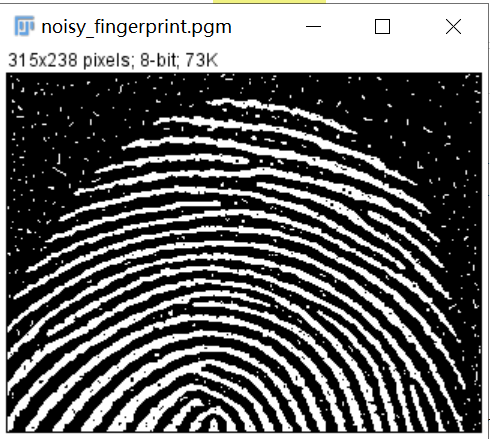 noisy_fingerprint.pgm
315x238 pixels; 8-bit; 73K